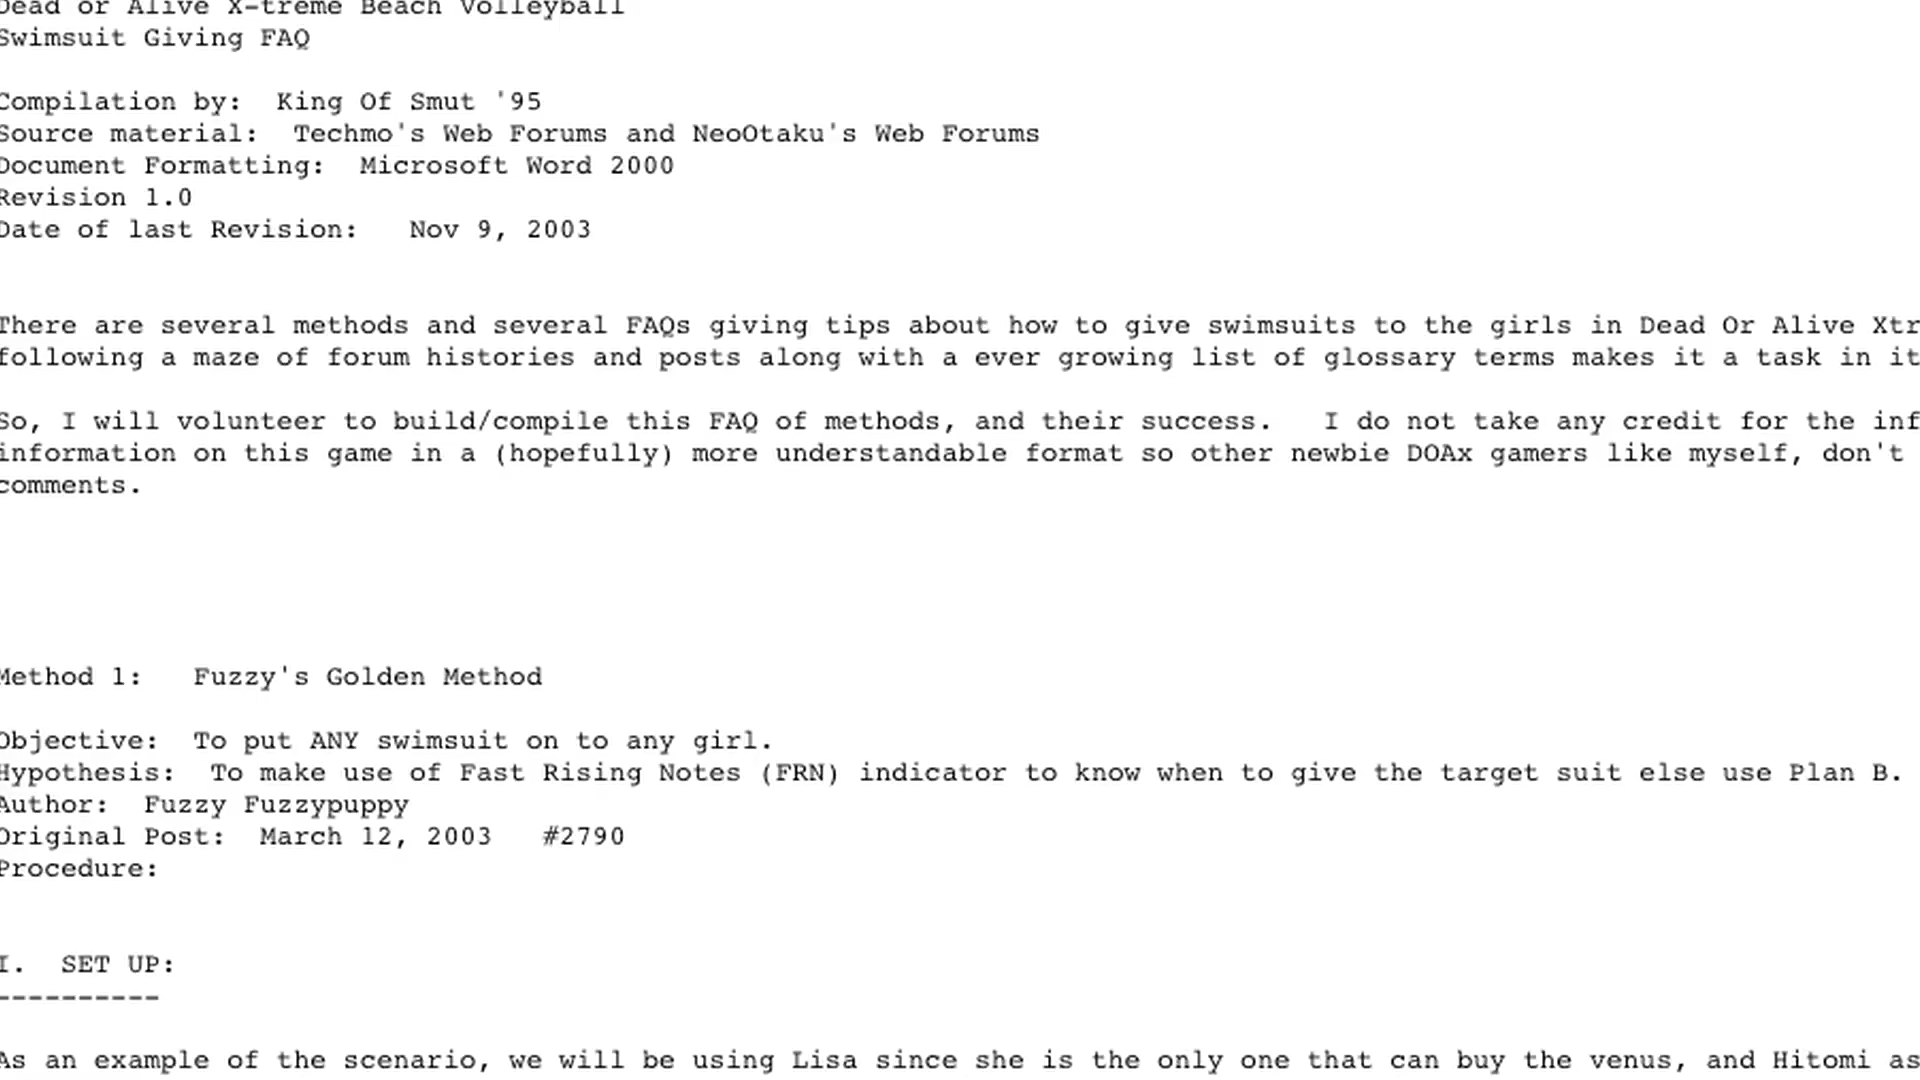 Dead or Alive X-treme Beach Volleyball
Swimsuit Giving FAQ
Compilation by:  King Of Smut '95
Source material:  Techmo's Web Forums and NeoOtaku's Web Forums
Document Formatting:  Microsoft Word 2000
Revision 1.0
Date of last Revision:   Nov 9, 2003
There are several methods and several FAQs giving tips about how to give swimsuits to the girls in Dead Or Alive Xtr
following a maze of forum histories and posts along with a ever growing list of glossary terms makes it a task in it
So, I will volunteer to build/compile this FAQ of methods, and their success.   I do not take any credit for the inf
information on this game in a (hopefully) more understandable format so other newbie DOAx gamers like myself, don't
comments.
Method 1:   Fuzzy's Golden Method
Objective:  To put ANY swimsuit on to any girl.
Hypothesis:  To make use of Fast Rising Notes (FRN) indicator to know when to give the target suit else use Plan B.
Author:  Fuzzy Fuzzypuppy
Original Post:  March 12, 2003   #2790
Procedure:
I.  SET UP:
----------
As an example of the scenario, we will be using Lisa since she is the only one that can buy the venus, and Hitomi as